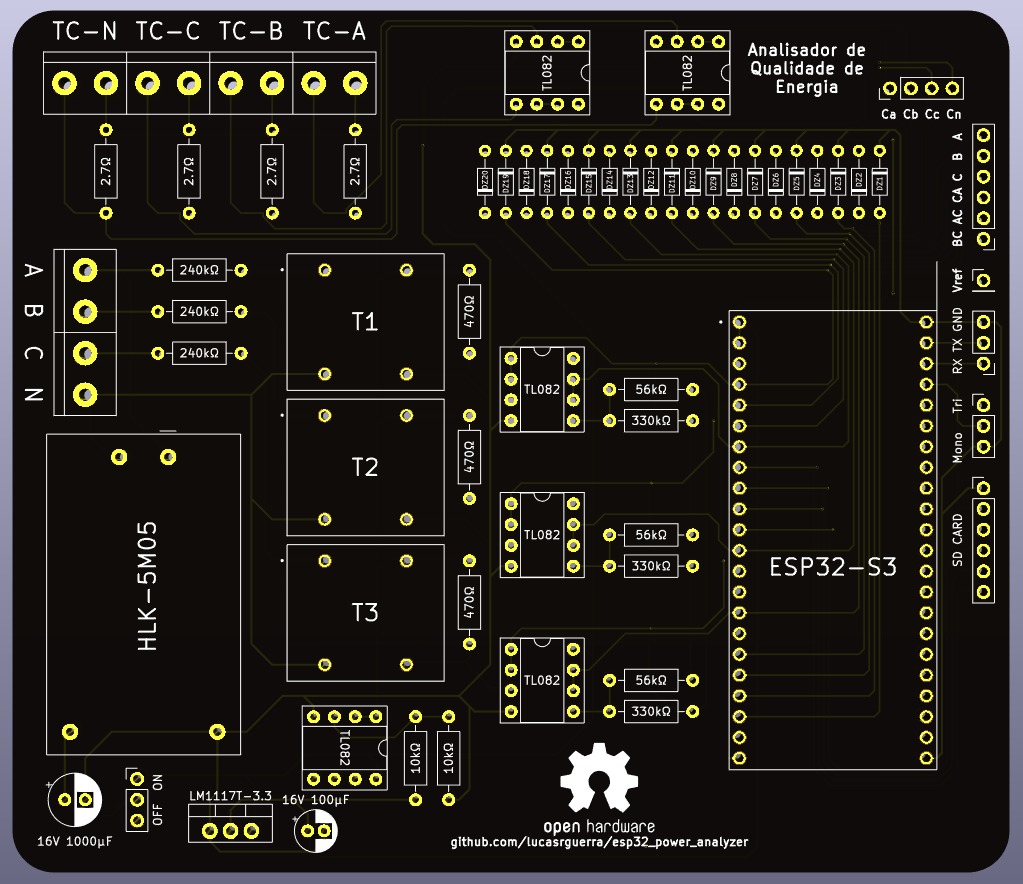 TC-N TC-C TC-B TC-A
TL082
TL082
Analisador de
Qualidade de
Energia
Ca Cb Cc Cn
2.7Ω
2.7Ω
2.7Ω
2.7Ω
DZ20
DZ19
DZ18
DZ17
DZ16
DZ15
DZ14
DZ13
DZ12
DZ11
DZ10
DZ9
DZ8
DZ7
DZ6
DZ5
DZ4
DZ3
DZ2
DZ1
BC AC CA C B A
A
B
C
N
240kΩ
240kΩ
240kΩ
T1
470Ω
T2
470Ω
T3
470Ω
TL082
56kΩ
330kΩ
TL082
56kΩ
330kΩ
TL082
56kΩ
330kΩ
Vref
RX TX GND
Mono Tri
SD CARD
ESP32-S3
HLK-5M05
TL082
10kΩ
10kΩ
+
16V 1000µF
OFF ON
LM1117T-3.3
16V 100µF
+
open hardware
github.com/lucasrguerra/esp32_power_analyzer